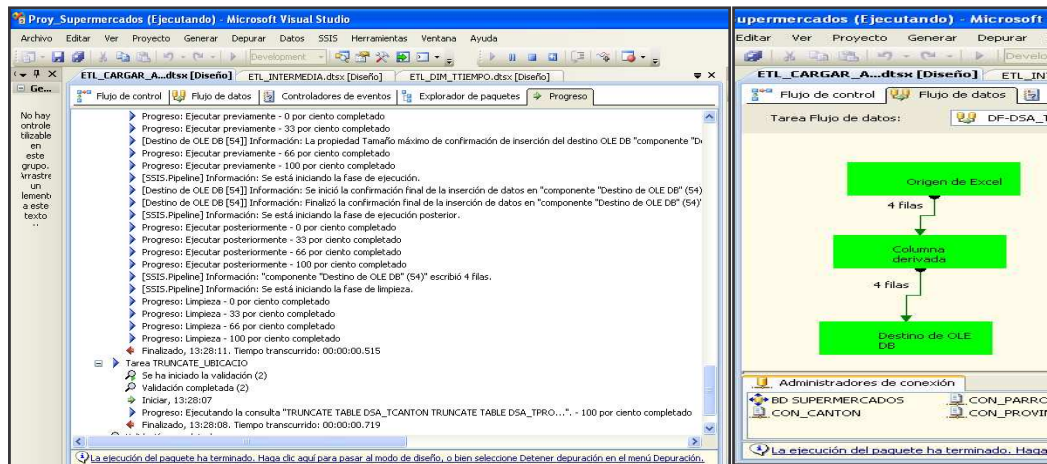 Proy_Supermercados (Ejecutando) - Microsoft Visual Studio
Archivo Editar Ver Proyecto Generar Depurar Datos SSIS Herramientas Ventana Ayuda
Development
ETL_CARGAR_A...dtsx [Diseño] ETL_INTERMEDIA.dtsx [Diseño] ETL_DIM_TTIEMPO.dtsx [Diseño]
Ge...
Flujo de control Flujo de datos Controladores de eventos Explorador de paquetes Progreso
No hay
ontrole
tilizable
en
este
grupo.
Arrastre
un
lemento
a este
texto
Progreso: Ejecutar previamente - 0 por ciento completado
Progreso: Ejecutar previamente - 33 por ciento completado
[Destino de OLE DB [54]] Información: La propiedad Tamaño máximo de confirmación de inserción del destino OLE DB "componente "D
Progreso: Ejecutar previamente - 66 por ciento completado
Progreso: Ejecutar previamente - 100 por ciento completado
[SSIS.Pipeline] Información: Se está iniciando la fase de ejecución.
[Destino de OLE DB [54]] Información: Se inició la confirmación final de la inserción de datos en "componente "Destino de OLE DB" (54)
[Destino de OLE DB [54]] Información: Finalizó la confirmación final de la inserción de datos en "componente "Destino de OLE DB" (54)"
[SSIS.Pipeline] Información: Se está iniciando la fase de ejecución posterior.
Progreso: Ejecutar posteriormente - 0 por ciento completado
Progreso: Ejecutar posteriormente - 33 por ciento completado
Progreso: Ejecutar posteriormente - 66 por ciento completado
Progreso: Ejecutar posteriormente - 100 por ciento completado
[SSIS.Pipeline] Información: "componente "Destino de OLE DB" (54)" escribió 4 filas.
[SSIS.Pipeline] Información: Se está iniciando la fase de limpieza.
Progreso: Limpieza - 0 por ciento completado
Progreso: Limpieza - 33 por ciento completado
Progreso: Limpieza - 66 por ciento completado
Progreso: Limpieza - 100 por ciento completado
Finalizado, 13:28:11. Tiempo transcurrido: 00:00:00.515
Tarea TRUNCATE_UBICACIO
Se ha iniciado la validación (2)
Validación completada (2)
Iniciar, 13:28:07
Progreso: Ejecutando la consulta "TRUNCATE TABLE DSA_TCANTON TRUNCATE TABLE DSA_TPRO...". - 100 por ciento completado
Finalizado, 13:28:08. Tiempo transcurrido: 00:00:00.719
La ejecución del paquete ha terminado. Haga clic aquí para pasar al modo de diseño, o bien seleccione Detener depuración en el menú Depuración.
upermercados (Ejecutando) - Microsoft
Editar Ver Proyecto Generar Depurar
Develo
ETL_CARGAR_A...dtsx [Diseño] ETL_IN
Flujo de control Flujo de datos
Tarea Flujo de datos: DF-DSA_T
Origen de Excel
4 filas
Columna
derivada
4 filas
Destino de OLE
DB
Administradores de conexión
BD SUPERMERCADOS CON_PARRO
CON_CANTON CON_PROVIN
La ejecución del paquete ha terminado. Haga